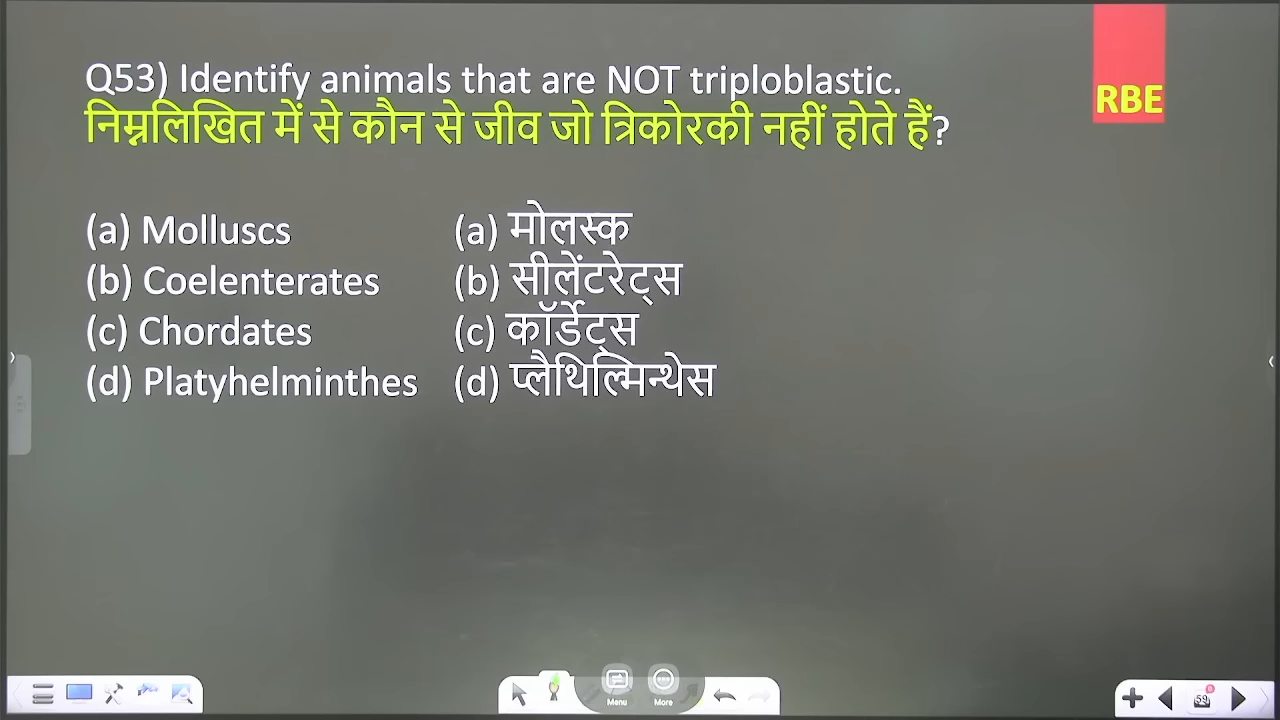 RBE
Q53) Identify animals that are NOT triploblastic.
निम्नलिखित में से कौन से जीव जो त्रिकोरकी नहीं होते हैं?
(a) Molluscs (a) मोलस्क
(b) Coelenterates (b) सीलेंटरेट्स
(c) Chordates (c) कॉर्डेट्स
(d) Platyhelminthes (d) प्लैथिल्मिन्थेस
Menu More